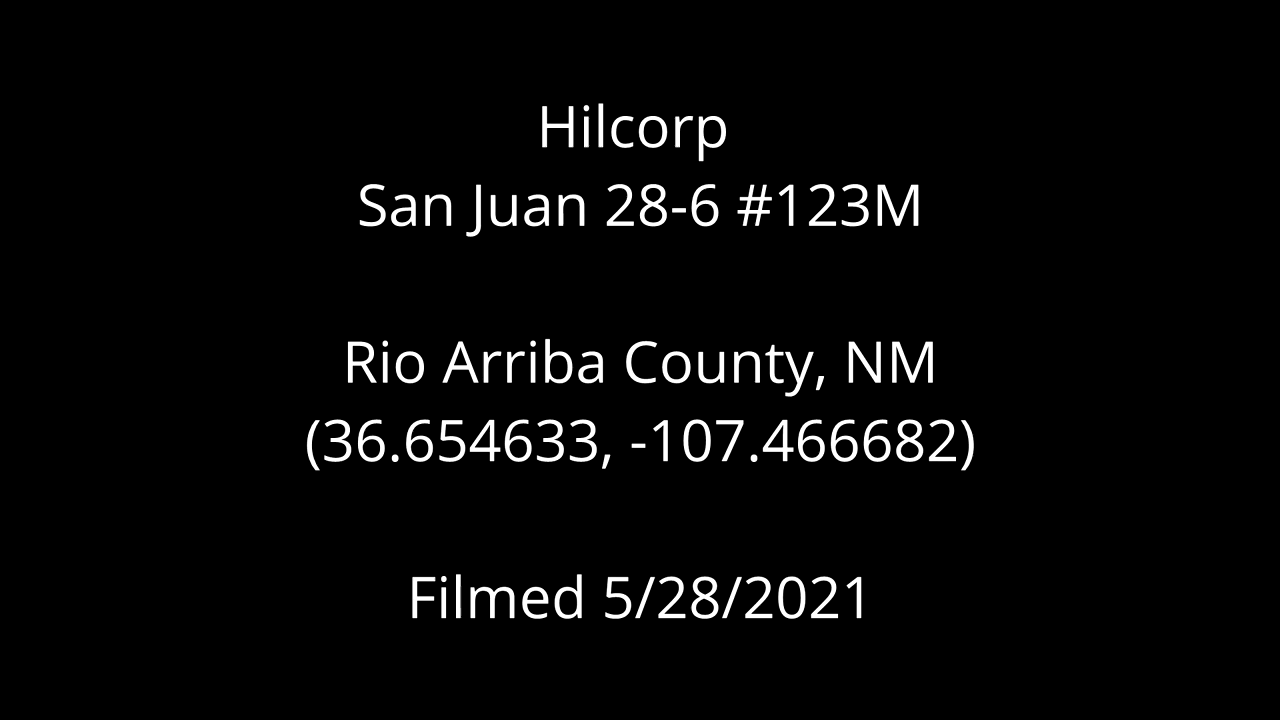 Hilcorp
San Juan 28-6 #123M
Rio Arriba County, NM
(36.654633, -107.466682)
Filmed 5/28/2021